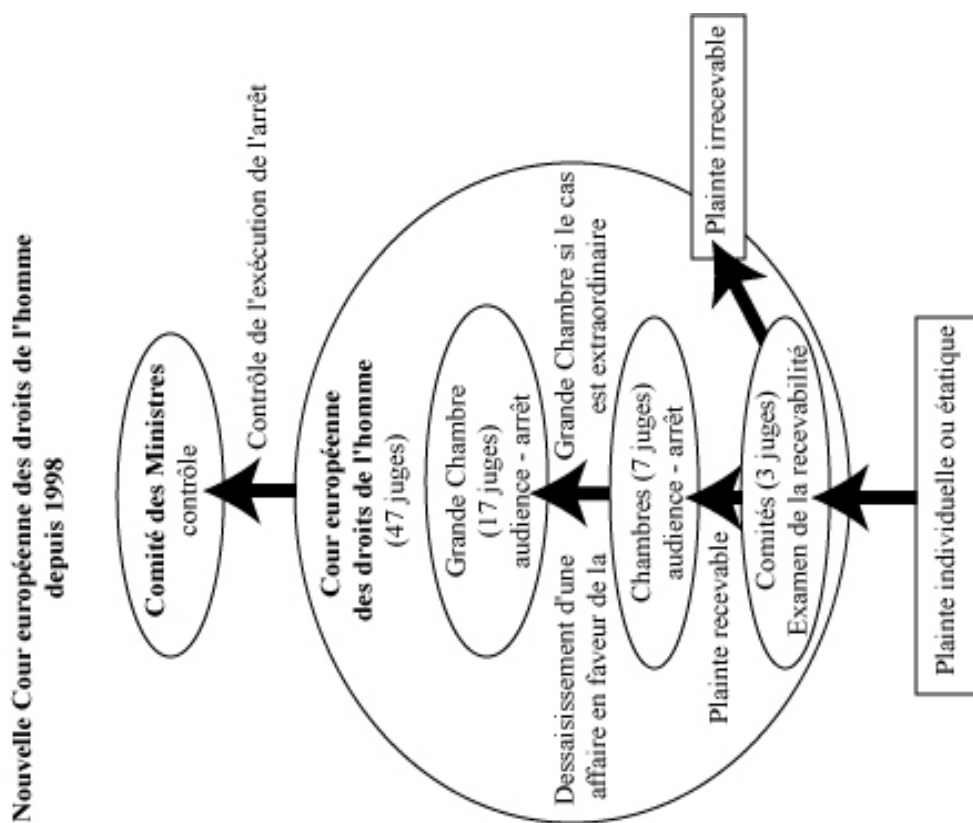 Nouvelle Cour européenne des droits de l'homme
depuis 1998
Comité des Ministres
contrôle
Contrôle de l'exécution de l'arrêt
Cour européenne
des droits de l'homme
(47 juges)
Grande Chambre
(17 juges)
audience - arrêt
Dessaisissement d'une
affaire en faveur de la
Grande Chambre si le cas
est extraordinaire
Chambres (7 juges)
audience - arrêt
Plainte recevable
Plainte irrecevable
Comités (3 juges)
Examen de la recevabilité
Plainte individuelle ou étatique